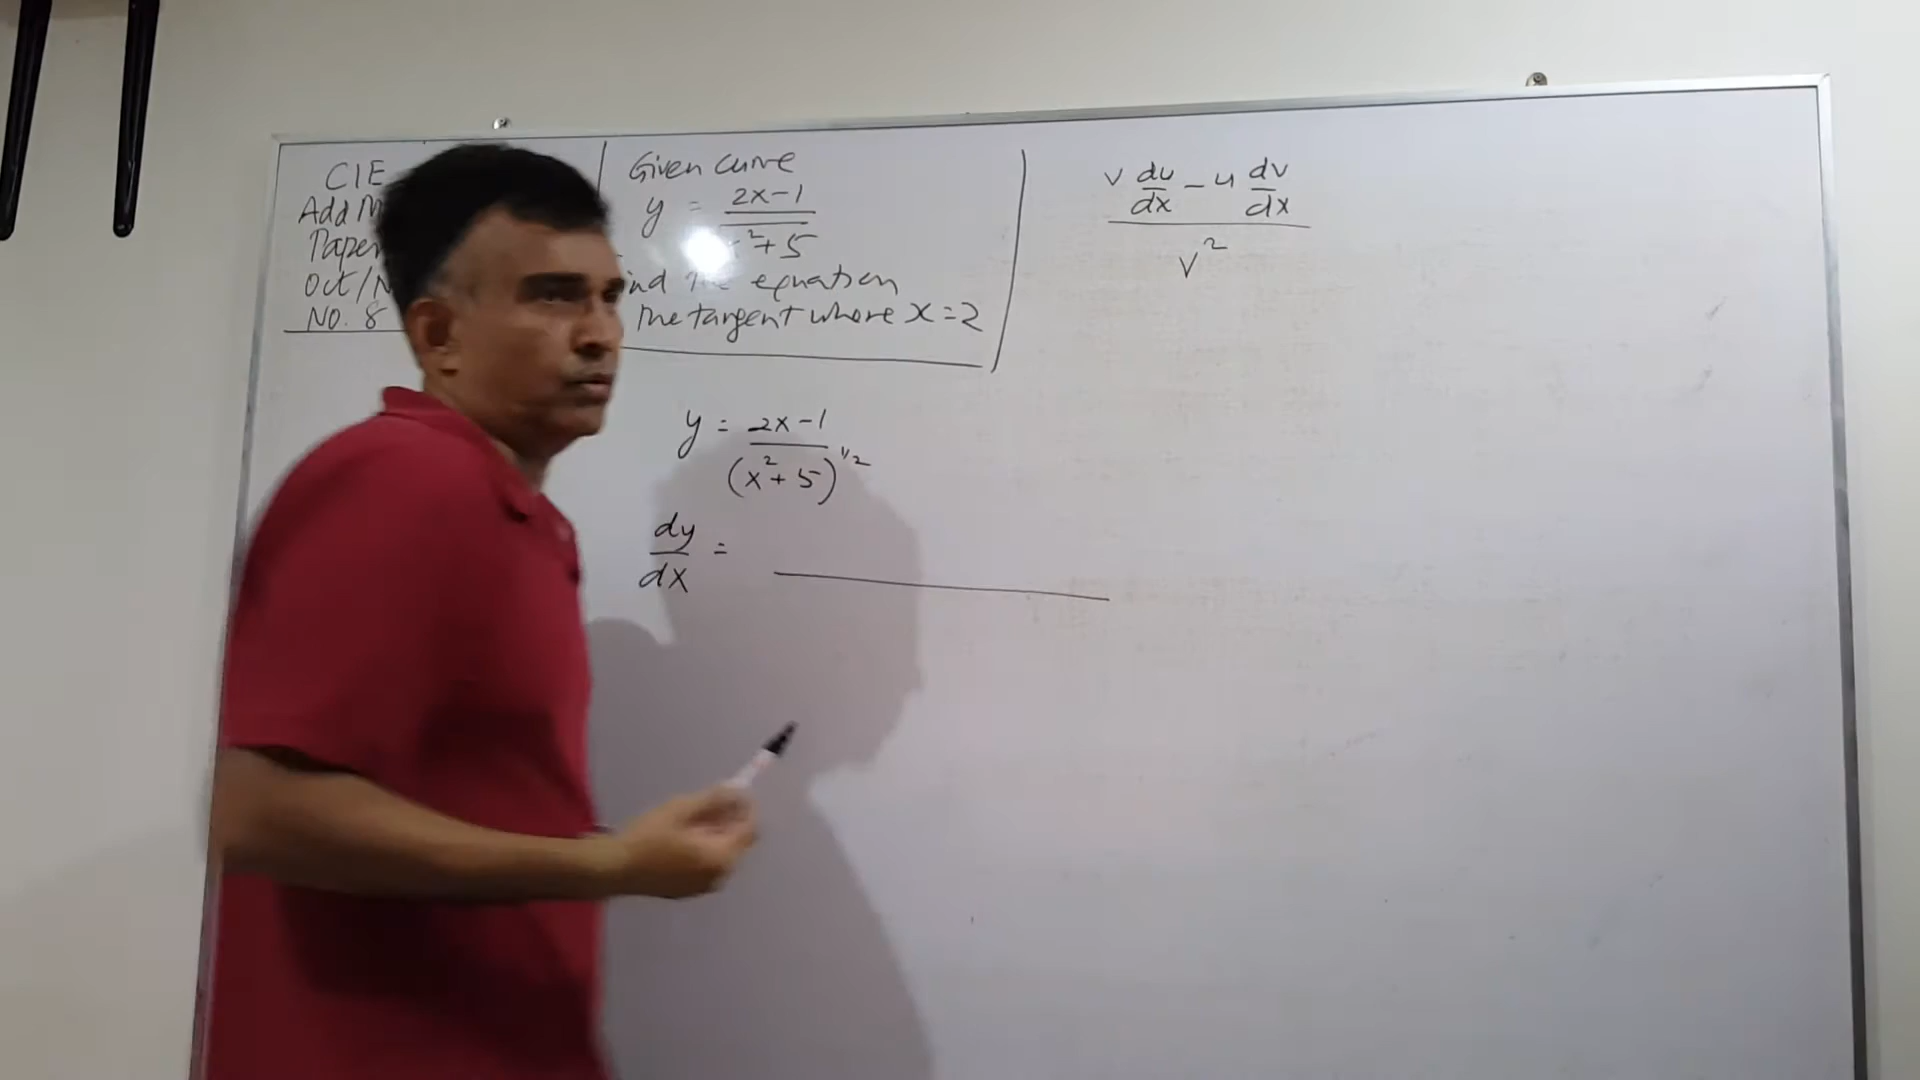 CIE
Add
Paper
Oct/N
No. 8
Given curve
y = 2x-1
²+5
equation
the tangent where x=2
v du/dx - u dv/dx
v²
y = 2x-1
(x²+5)^1/2
dy/dx =